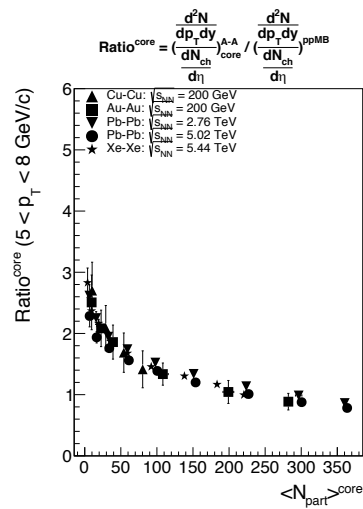 Ratio^core = ( (d²N / dp_T dy) / (dN_ch / dη) )^A-A_core / ( (d²N / dp_T dy) / (dN_ch / dη) )^ppMB
Ratio^core (5 < p_T < 8 GeV/c)
6
5
4
3
2
1
0
▲ Cu-Cu: √s_NN = 200 GeV
■ Au-Au: √s_NN = 200 GeV
▼ Pb-Pb: √s_NN = 2.76 TeV
● Pb-Pb: √s_NN = 5.02 TeV
★ Xe-Xe: √s_NN = 5.44 TeV
0 50 100 150 200 250 300 350
<N_part>^core